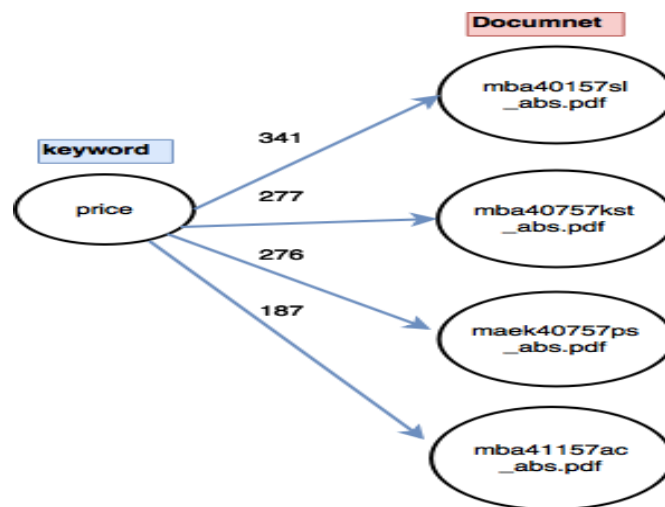 Documnet
mba40157sl
_abs.pdf
341
keyword
277
price
mba40757kst
_abs.pdf
276
187
maek40757ps
_abs.pdf
mba41157ac
_abs.pdf